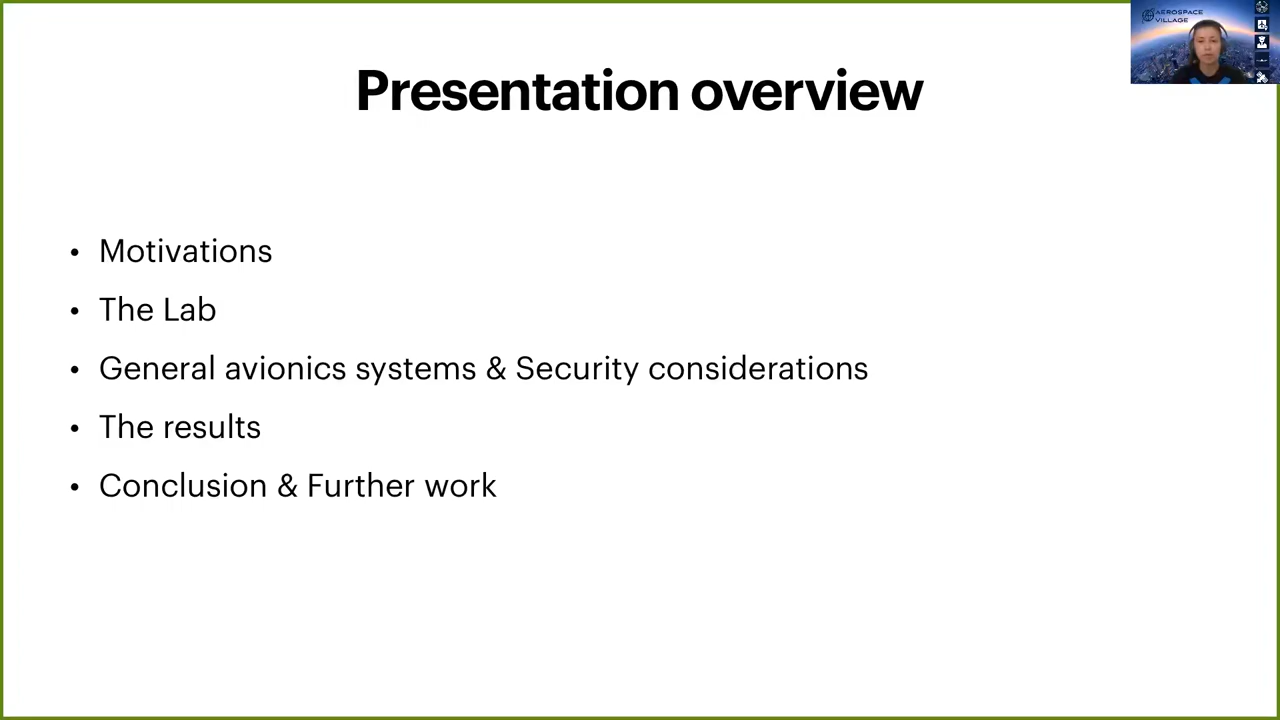 AEROSPACE
VILLAGE
Presentation overview
• Motivations
• The Lab
• General avionics systems & Security considerations
• The results
• Conclusion & Further work